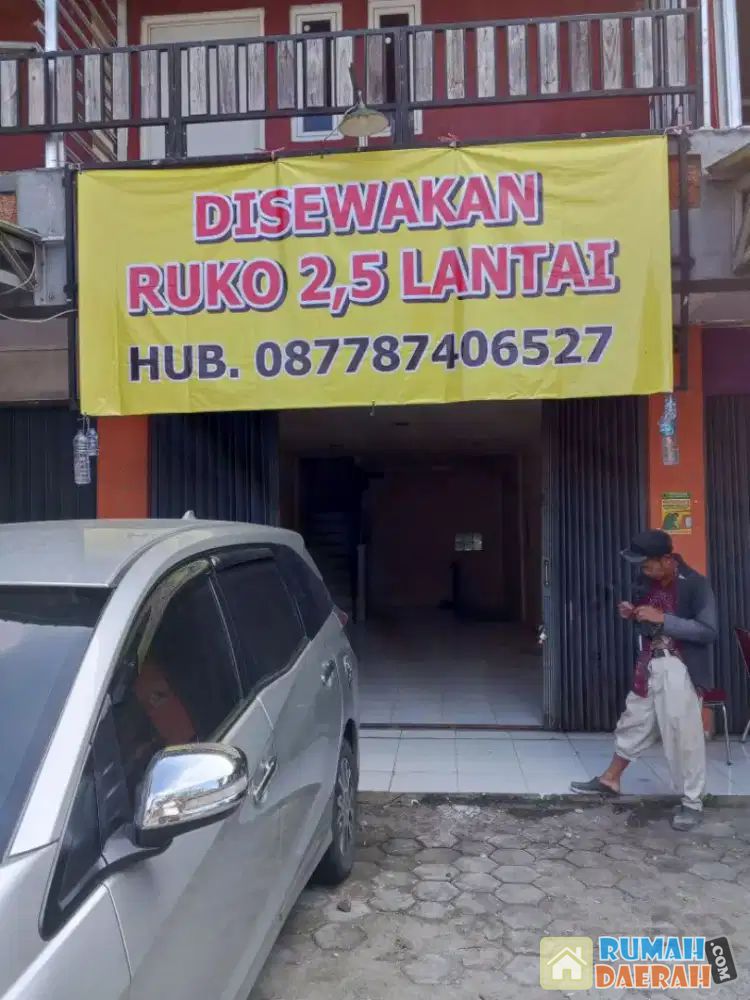 DISEWAKAN
RUKO 2,5 LANTAI
HUB. 087787406527
RUMAH
DAERAH.COM